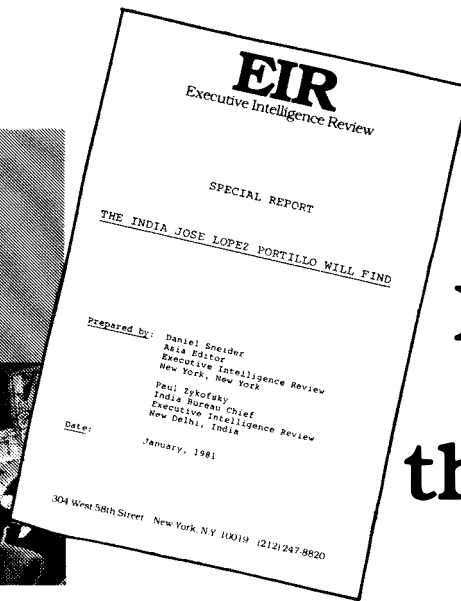 EIR
Executive Intelligence Review
SPECIAL REPORT
THE INDIA JOSE LOPEZ PORTILLO WILL FIND
Prepared by: Daniel Sneider
Asia Editor
Executive Intelligence Review
New York, New York
Paul Zykofsky
India Bureau Chief
Executive Intelligence Review
New Delhi, India
Date: January, 1981
304 West 58th Street New York, N.Y. 10019 (212) 247-8820
th